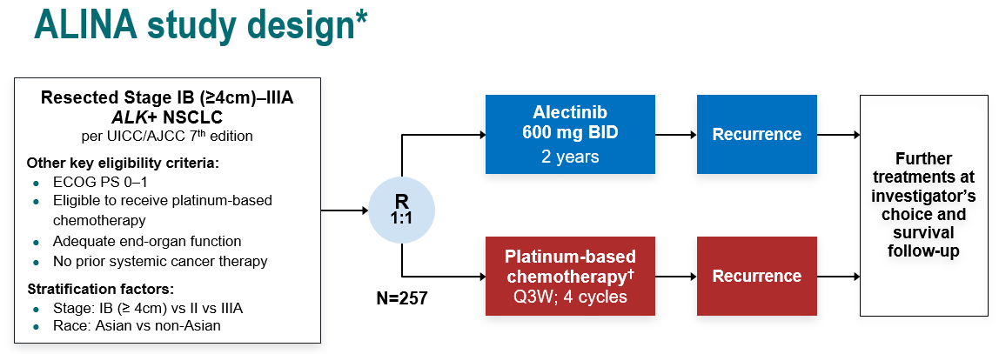 ALINA study design*
Resected Stage IB (≥4cm)–IIIA
ALK+ NSCLC
per UICC/AJCC 7th edition
Other key eligibility criteria:
• ECOG PS 0–1
• Eligible to receive platinum-based
chemotherapy
• Adequate end-organ function
• No prior systemic cancer therapy
Stratification factors:
• Stage: IB (≥ 4cm) vs II vs IIIA
• Race: Asian vs non-Asian
R
1:1
N=257
Alectinib
600 mg BID
2 years
Recurrence
Platinum-based
chemotherapy†
Q3W; 4 cycles
Recurrence
Further
treatments at
investigator’s
choice and
survival
follow-up